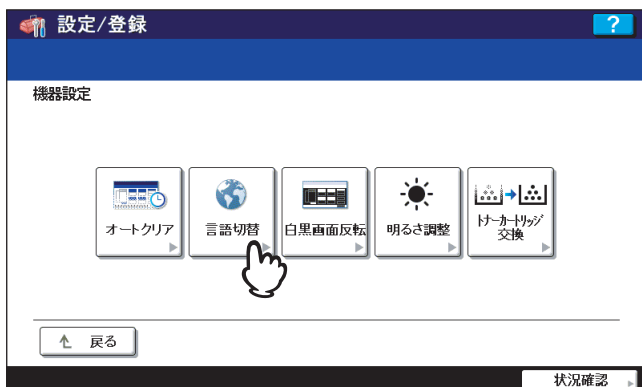 設定/登録
?
機器設定
オートクリア
言語切替
白黒画面反転
明るさ調整
トナーカートリッジ
交換
戻る
状況確認